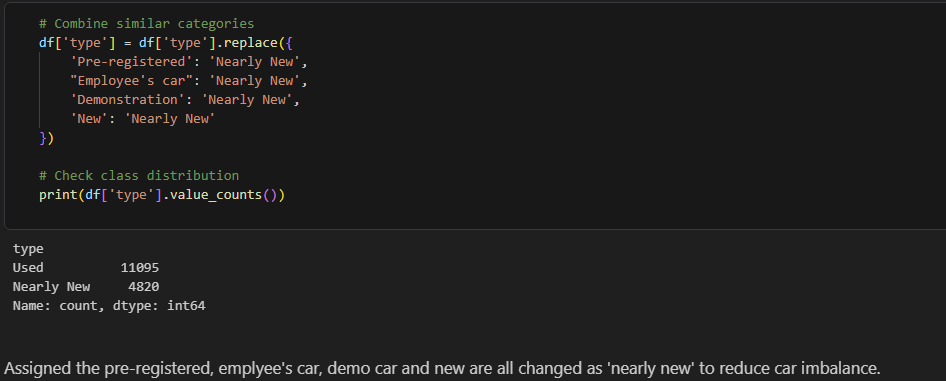 # Combine similar categories
df['type'] = df['type'].replace({
    'Pre-registered': 'Nearly New',
    "Employee's car": 'Nearly New',
    'Demonstration': 'Nearly New',
    'New': 'Nearly New'
})
# Check class distribution
print(df['type'].value_counts())
type
Used          11095
Nearly New     4820
Name: count, dtype: int64
Assigned the pre-registered, emplyee's car, demo car and new are all changed as 'nearly new' to reduce car imbalance.